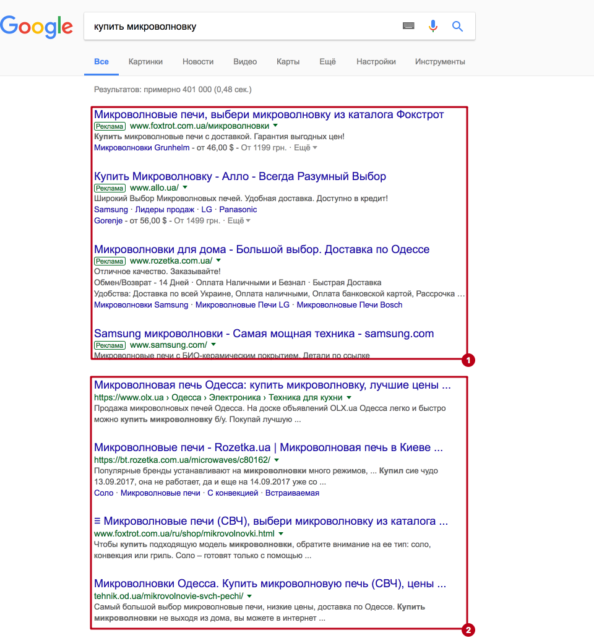 Google
купить микроволновку
Все Картинки Новости Видео Карты Ещё Настройки Инструменты
Результатов: примерно 401 000 (0,48 сек.)
Микроволновые печи, выбери микроволновку из каталога Фокстрот
Реклама www.foxtrot.com.ua/микроволновки
Купить микроволновые печи с доставкой. Гарантия выгодных цен!
Микроволновки Grunhelm - от 46,00 $ - От 1199 грн. · Ещё
Купить Микроволновку - Алло - Всегда Разумный Выбор
Реклама www.allo.ua/
Широкий Выбор Микроволновых печей. Удобная доставка. Доступно в кредит!
Samsung · Лидеры продаж · LG · Panasonic
Gorenje - от 56,00 $ - От 1499 грн. · Ещё
Микроволновки для дома - Большой выбор. Доставка по Одессе
Реклама www.rozetka.com.ua/
Отличное качество. Заказывайте!
Обмен/Возврат - 14 Дней · Оплата Наличными и Безнал · Быстрая Доставка
Удобства: Доставка по всей Украине, Оплата наличными, Оплата банковской картой, Рассрочка ...
Микроволновки Samsung · Микроволновые Печи LG · Микроволновые Печи Bosch
Samsung микроволновки - Самая мощная техника - samsung.com
Реклама www.samsung.com/
Микроволновые печи с БИО-керамическим покрытием. Детали по ссылке
1
Микроволновая печь Одесса: купить микроволновку, лучшие цены ...
https://www.olx.ua › Одесса › Электроника › Техника для кухни
Продажа микроволновых печей Одесса. На доске объявлений OLX.ua Одесса легко и быстро
можно купить микроволновку б/у. Покупай лучшую ...
Микроволновые печи - Rozetka.ua | Микроволновая печь в Киеве ...
https://bt.rozetka.com.ua/microwaves/c80162/
Популярные бренды устанавливают на микроволновки много режимов, ... Купил сие чудо
13.09.2017, она не работает, да и еще на 14.09.2017 уже со ...
Соло · Микроволновые печи · С конвекцией · Встраиваемая
☰ Микроволновые печи (СВЧ), выбери микроволновку из каталога ...
www.foxtrot.com.ua/ru/shop/mikrovolnovki.html
Чтобы купить подходящую модель микроволновки, обратите внимание на ее тип: соло,
конвекция или гриль. Соло – готовят только с помощью ...
Микроволновки Одесса. Купить микроволновую печь (СВЧ), цены ...
tehnik.od.ua/mikrovolnovie-svch-pechi/
Самый большой выбор микроволновые печи, низкие цены, доставка по Одессе. Купить
микроволновки не выходя из дома, вы можете в интернет ...
2